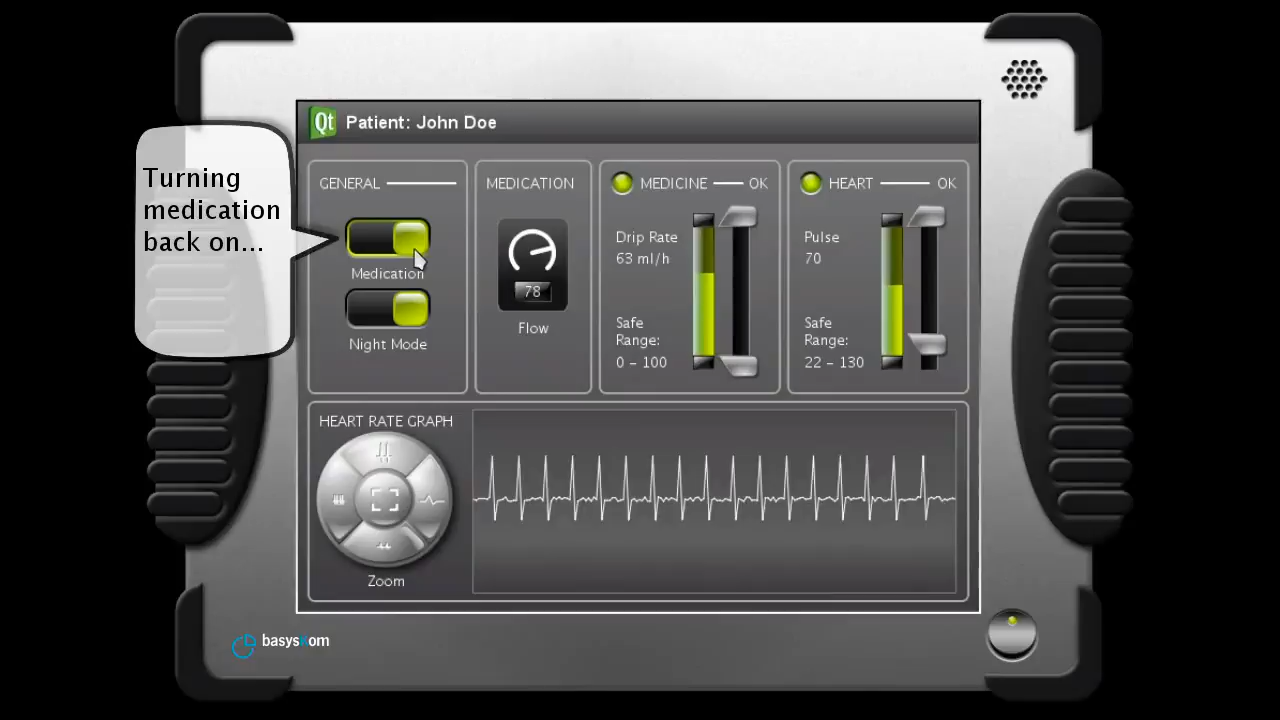 Qt Patient: John Doe
Turning
medication
back on...
GENERAL
Medication
Night Mode
MEDICATION
78
Flow
MEDICINE OK
Drip Rate
63 ml/h
Safe
Range:
0 – 100
HEART OK
Pulse
70
Safe
Range:
22 – 130
HEART RATE GRAPH
Zoom
basyskom